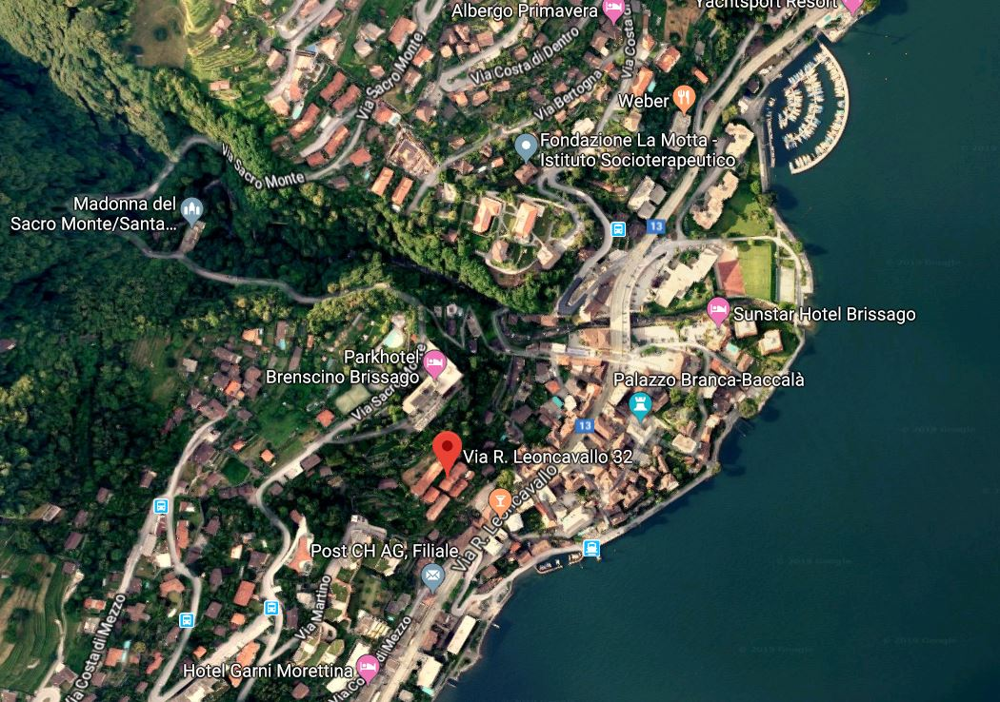 Albergo Primavera
Yachtsport Resort
Via Costa di Dentro
Via Costa
Via Sacro Monte
Via Bertogna
Weber
Fondazione La Motta -
Istituto Socioterapeutico
Via Sacro Monte
Madonna del
Sacro Monte/Santa...
13
© 2019 Google
Sunstar Hotel Brissago
Parkhotel
Brenscino Brissago
Via Sacro Monte
Palazzo Branca-Baccalà
13
© 2019 Google
Via R. Leoncavallo 32
Via R. Leoncavallo
Post CH AG, Filiale
© 2019 Google
Via Martino
Via Costa di Mezzo
di Mezzo
© 2019 Google
© 2019 Google
Hotel Garni Morettina
Via Co